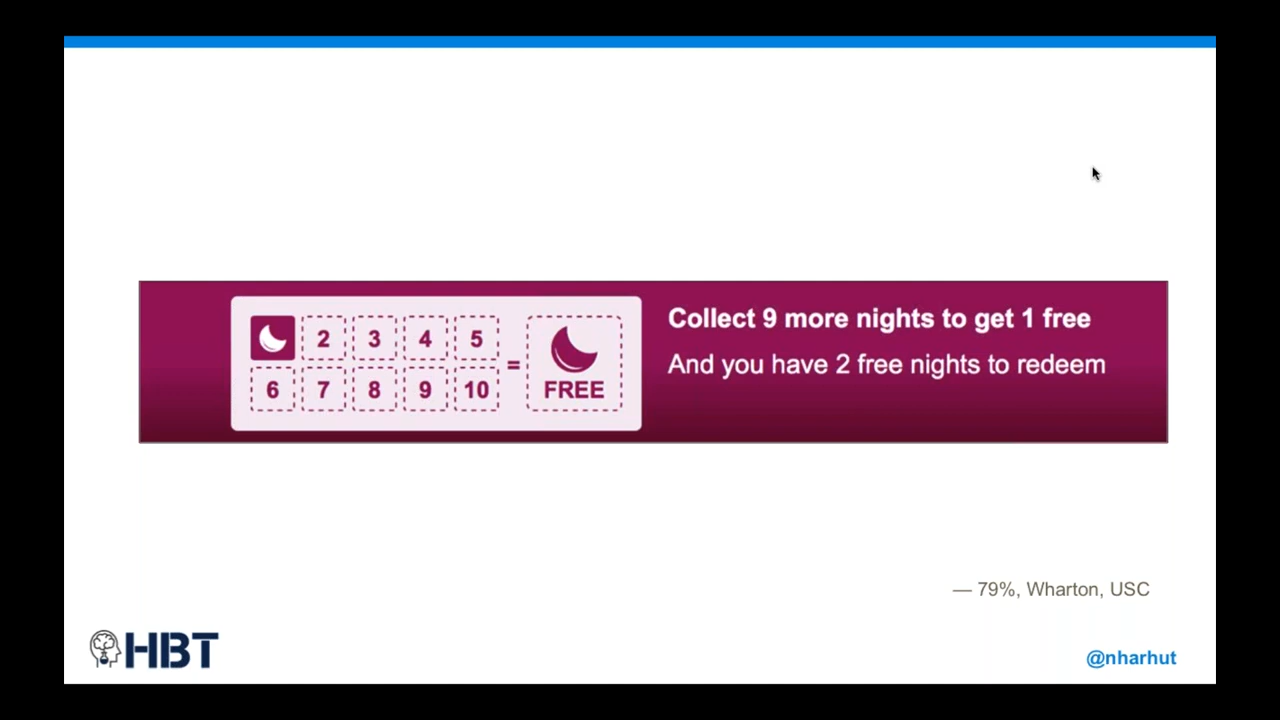 Collect 9 more nights to get 1 free
And you have 2 free nights to redeem
2 3 4 5
=
6 7 8 9 10
FREE
— 79%, Wharton, USC
HBT
@nharhut